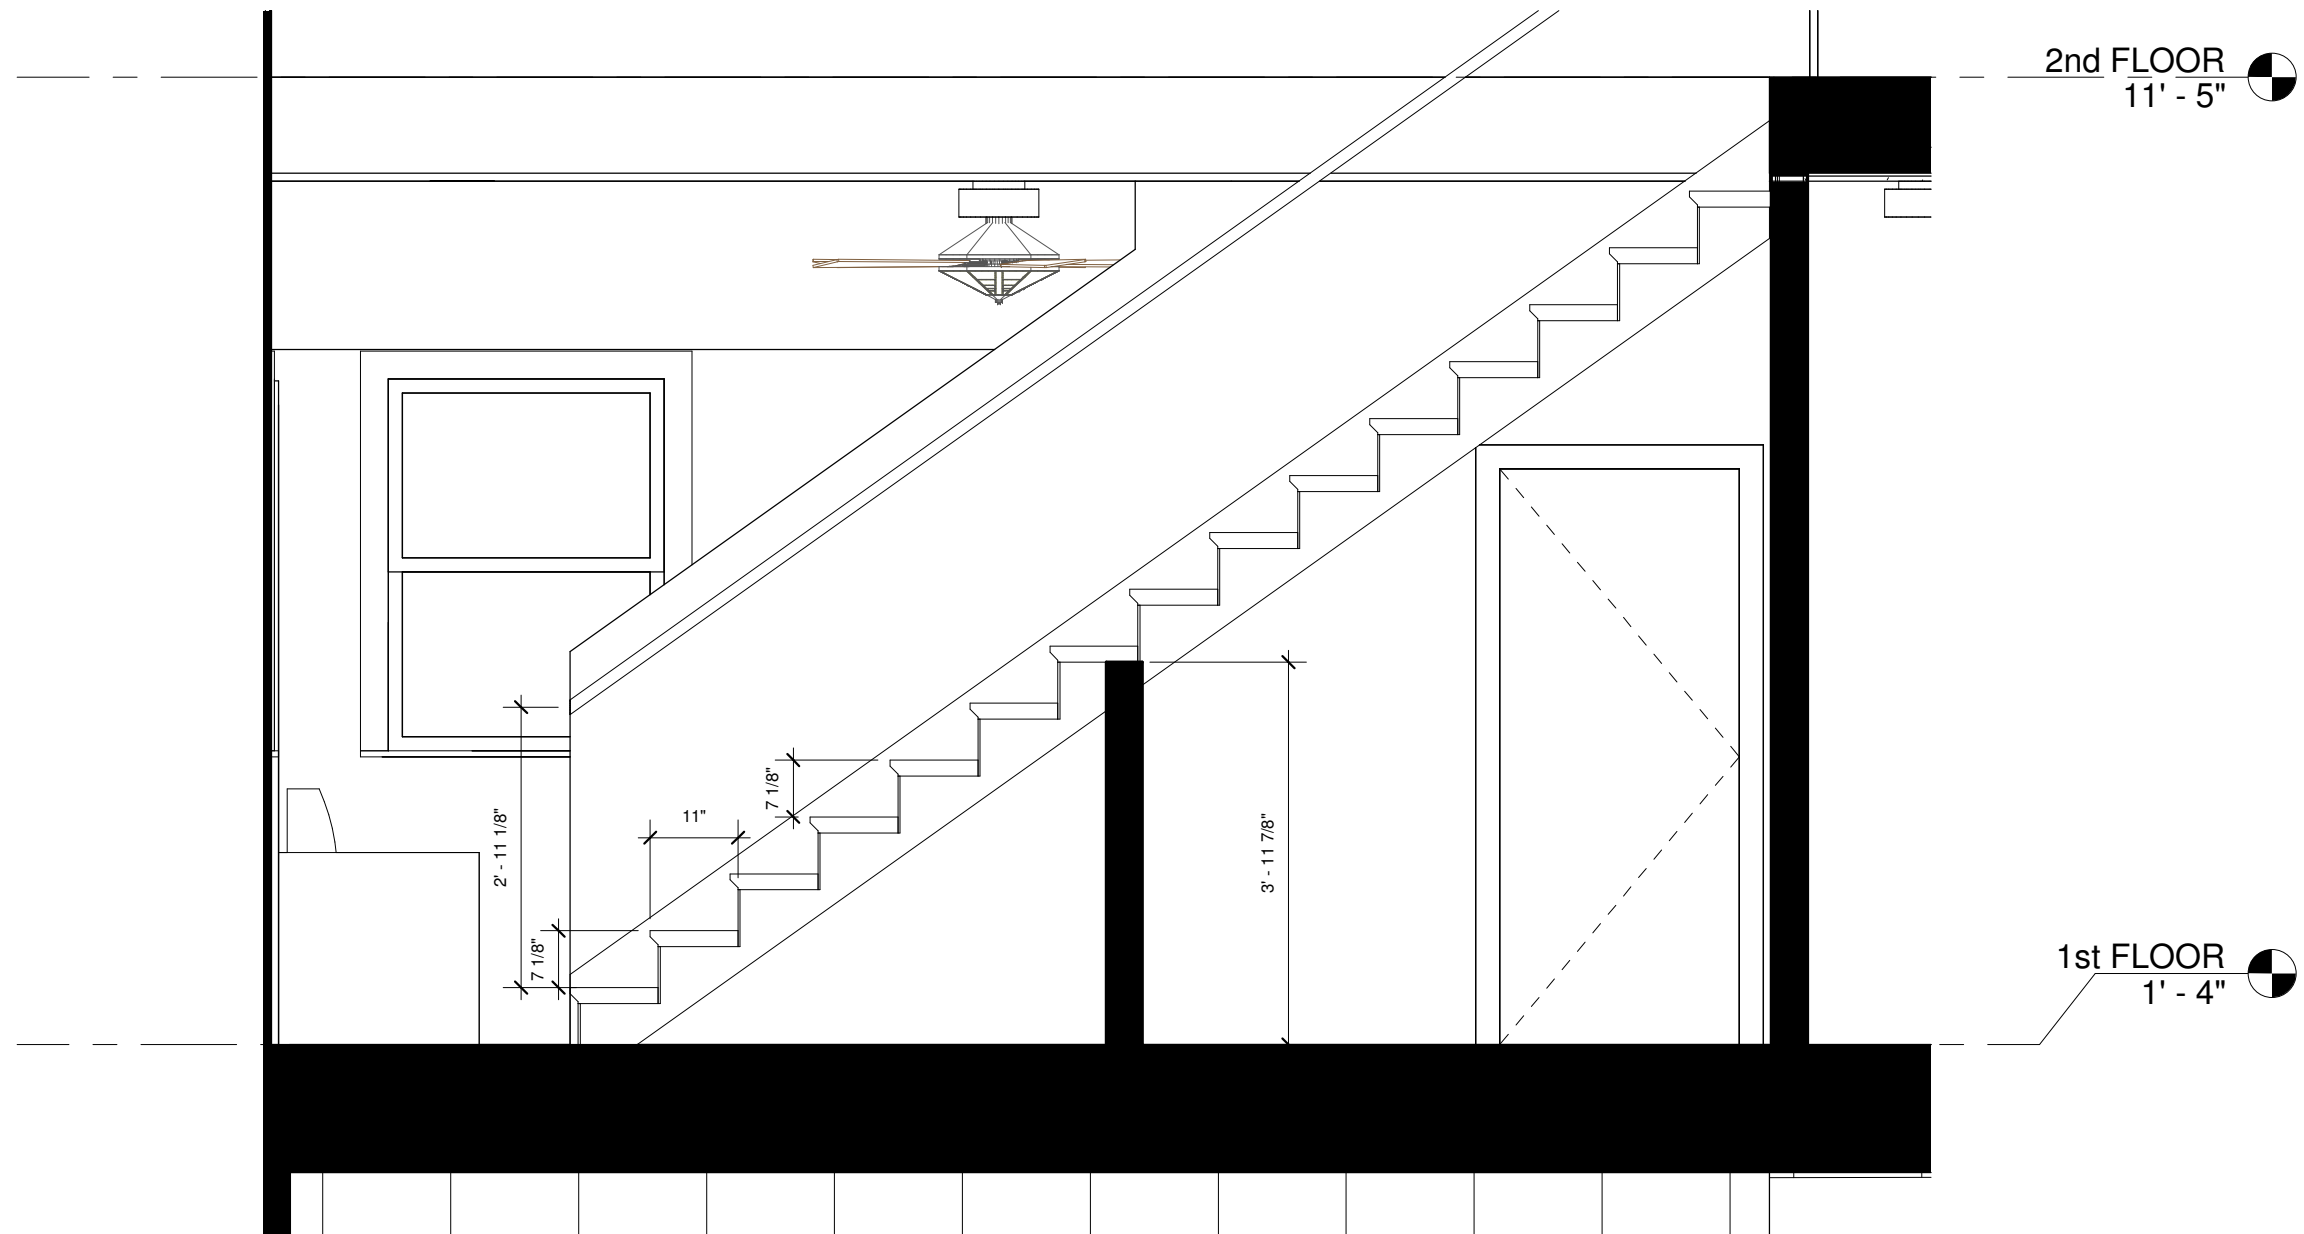 2nd FLOOR
11' - 5"
7 1/8"
11"
2' - 11 1/8"
3' - 11 7/8"
7 1/8"
1st FLOOR
1' - 4"